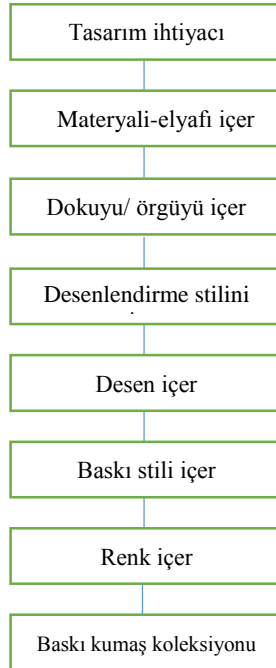 Tasarım ihtiyacı
Materyali-elyafı içer
Dokuyu/ örgüyü içer
Desenlendirme stilini
Desen içer
Baskı stili içer
Renk içer
Baskı kumaş koleksiyonu